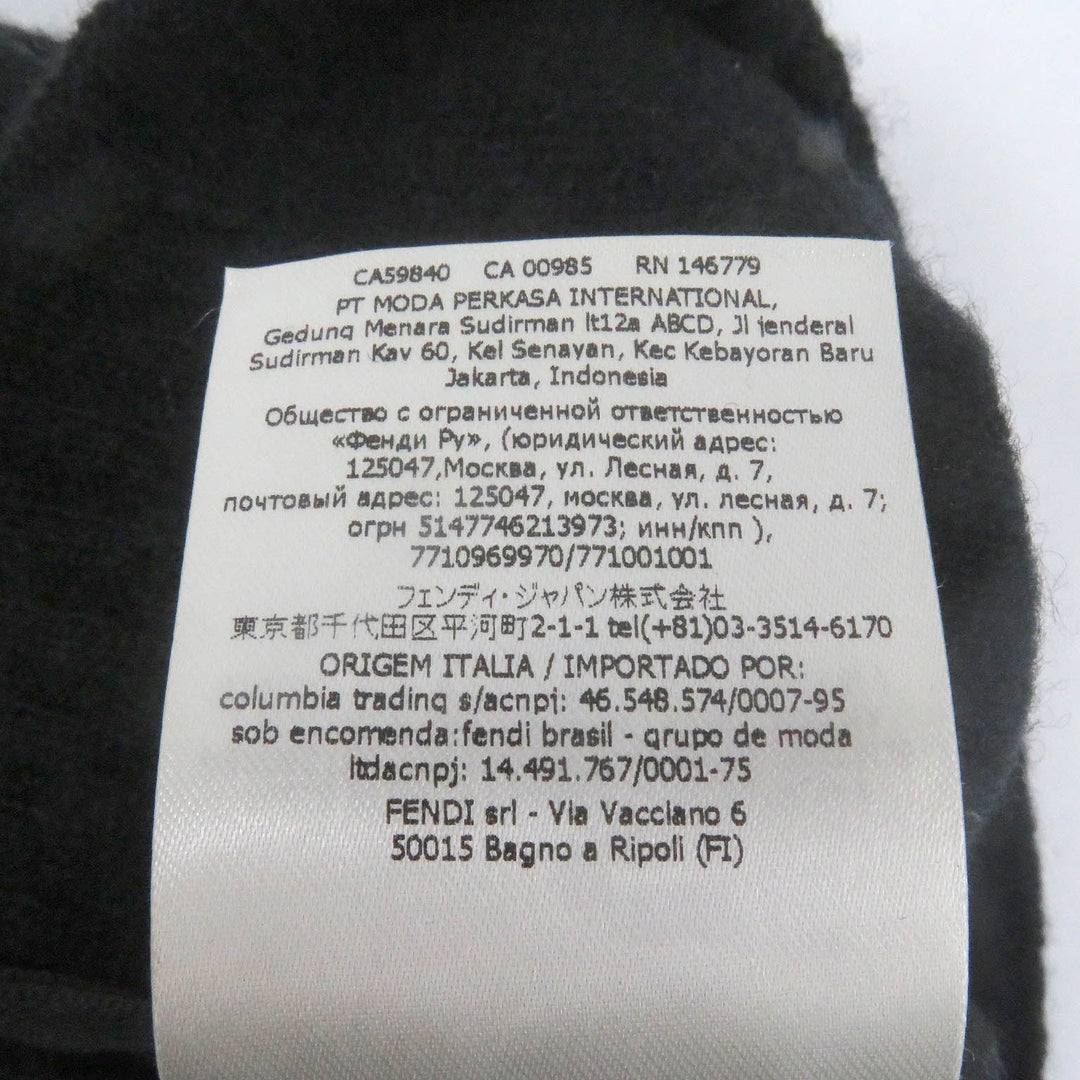 CA59840 CA 00985 RN 146779
PT MODA PERKASA INTERNATIONAL,
Gedung Menara Sudirman lt12a ABCD, Jl jenderal
Sudirman Kav 60, Kel Senayan, Kec Kebayoran Baru
Jakarta, Indonesia
Общество с ограниченной ответственностью
«Фенди Ру», (юридический адрес:
125047,Москва, ул. Лесная, д. 7,
почтовый адрес: 125047, москва, ул. лесная, д. 7;
огрн 5147746213973; инн/кпп ),
7710969970/771001001
フェンディ・ジャパン株式会社
東京都千代田区平河町2-1-1 tel(+81)03-3514-6170
ORIGEM ITALIA / IMPORTADO POR:
columbia trading s/acnpj: 46.548.574/0007-95
sob encomenda:fendi brasil - grupo de moda
ltdacnpj: 14.491.767/0001-75
FENDI srl - Via Vacciano 6
50015 Bagno a Ripoli (FI)